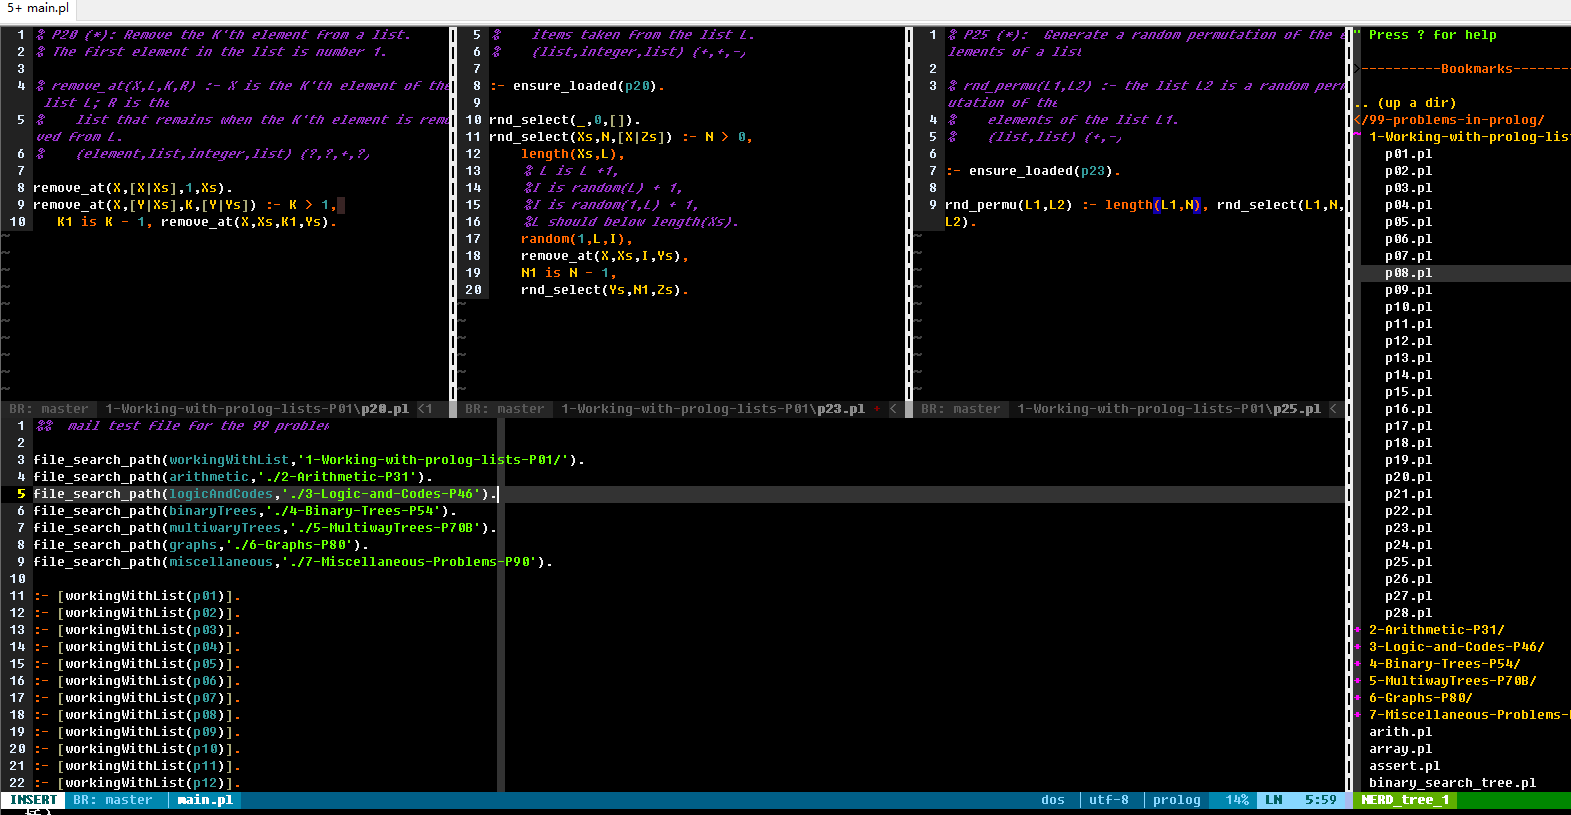 5+ main.pl
1 % P20 (*): Remove the K'th element from a list.
2 % The first element in the list is number 1.
3
4 % remove_at(X,L,K,R) :- X is the K'th element of the
list L; R is the
5 %    list that remains when the K'th element is remo
ved from L.
6 %    (element,list,integer,list) (?,?,+,?)
7
8 remove_at(X,[X|Xs],1,Xs).
9 remove_at(X,[Y|Xs],K,[Y|Ys]) :- K > 1,
10    K1 is K - 1, remove_at(X,Xs,K1,Ys).
~
~
~
~
~
~
~
~
~
~
BR: master  1-Working-with-prolog-lists-P01\p20.pl <1
5 %    items taken from the list L.
6 %    (list,integer,list) (+,+,-)
7
8 :- ensure_loaded(p20).
9
10 rnd_select(_,0,[]).
11 rnd_select(Xs,N,[X|Zs]) :- N > 0,
12     length(Xs,L),
13     % L is L +1,
14     %I is random(L) + 1,
15     %I is random(1,L) + 1,
16     %L should below length(Xs).
17     random(1,L,I),
18     remove_at(X,Xs,I,Ys),
19     N1 is N - 1,
20     rnd_select(Ys,N1,Zs).
~
~
~
~
~
~
BR: master  1-Working-with-prolog-lists-P01\p23.pl + <
1 % P25 (*):  Generate a random permutation of the e
lements of a list
2
3 % rnd_permu(L1,L2) :- the list L2 is a random perm
utation of the
4 %    elements of the list L1.
5 %    (list,list) (+,-)
6
7 :- ensure_loaded(p23).
8
9 rnd_permu(L1,L2) :- length(L1,N), rnd_select(L1,N,
L2).
~
~
~
~
~
~
~
~
~
~
BR: master  1-Working-with-prolog-lists-P01\p25.pl <
1 %%  mail test file for the 99 problem
2
3 file_search_path(workingWithList,'1-Working-with-prolog-lists-P01/').
4 file_search_path(arithmetic,'./2-Arithmetic-P31').
5 file_search_path(logicAndCodes,'./3-Logic-and-Codes-P46').
6 file_search_path(binaryTrees,'./4-Binary-Trees-P54').
7 file_search_path(multiwaryTrees,'./5-MultiwayTrees-P70B').
8 file_search_path(graphs,'./6-Graphs-P80').
9 file_search_path(miscellaneous,'./7-Miscellaneous-Problems-P90').
10
11 :- [workingWithList(p01)].
12 :- [workingWithList(p02)].
13 :- [workingWithList(p03)].
14 :- [workingWithList(p04)].
15 :- [workingWithList(p05)].
16 :- [workingWithList(p06)].
17 :- [workingWithList(p07)].
18 :- [workingWithList(p08)].
19 :- [workingWithList(p09)].
20 :- [workingWithList(p10)].
21 :- [workingWithList(p11)].
22 :- [workingWithList(p12)].
INSERT  BR: master  main.pl  dos  utf-8  prolog  14%  LN  5:59
" Press ? for help
>----------Bookmarks-------
.. (up a dir)
</99-problems-in-prolog/
~ 1-Working-with-prolog-lis
p01.pl
p02.pl
p03.pl
p04.pl
p05.pl
p06.pl
p07.pl
p08.pl
p09.pl
p10.pl
p11.pl
p12.pl
p13.pl
p14.pl
p15.pl
p16.pl
p17.pl
p18.pl
p19.pl
p20.pl
p21.pl
p22.pl
p23.pl
p24.pl
p25.pl
p26.pl
p27.pl
p28.pl
+ 2-Arithmetic-P31/
+ 3-Logic-and-Codes-P46/
+ 4-Binary-Trees-P54/
+ 5-MultiwayTrees-P70B/
+ 6-Graphs-P80/
+ 7-Miscellaneous-Problems-
arith.pl
array.pl
assert.pl
binary_search_tree.pl
NERD_tree_1